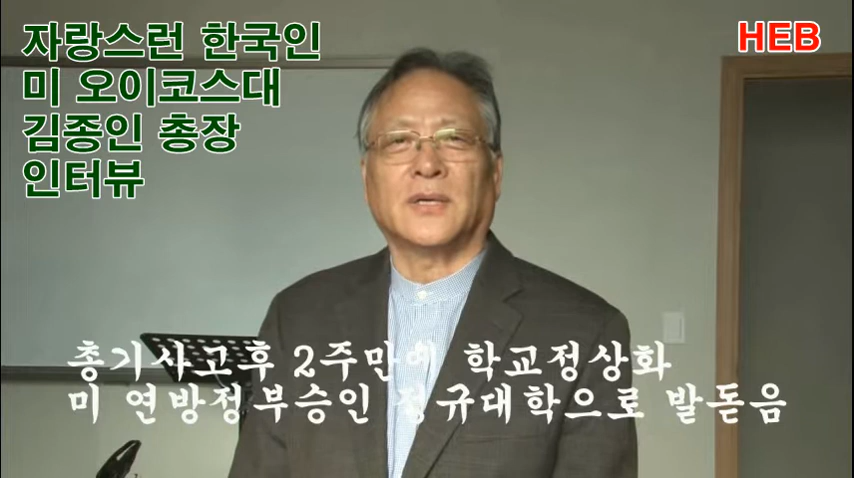 자랑스런 한국인
미 오이코스대
김종인 총장
인터뷰
HEB
총기사고후 2주만에 학교정상화
미 연방정부승인 정규대학으로 발돋음